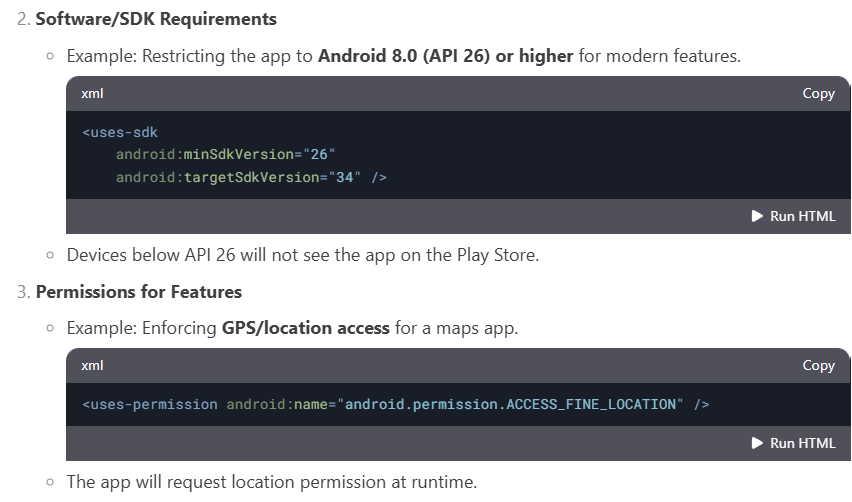 2. Software/SDK Requirements
Example: Restricting the app to Android 8.0 (API 26) or higher for modern features.
xml Copy
<uses-sdk
    android:minSdkVersion="26"
    android:targetSdkVersion="34" />
Run HTML
Devices below API 26 will not see the app on the Play Store.
3. Permissions for Features
Example: Enforcing GPS/location access for a maps app.
xml Copy
<uses-permission android:name="android.permission.ACCESS_FINE_LOCATION" />
Run HTML
The app will request location permission at runtime.